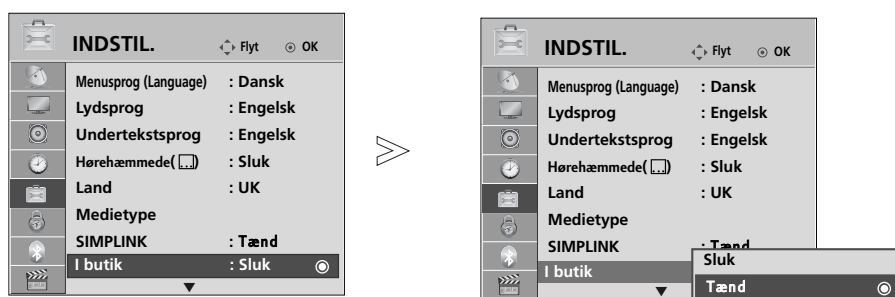 INDSTIL. Flyt OK
Menusprog (Language) : Dansk
Lydsprog : Engelsk
Undertekstsprog : Engelsk
Hørehæmmede( ... ) : Sluk
Land : UK
Medietype
SIMPLINK : Tænd
I butik : Sluk
INDSTIL. Flyt OK
Menusprog (Language) : Dansk
Lydsprog : Engelsk
Undertekstsprog : Engelsk
Hørehæmmede( ... ) : Sluk
Land : UK
Medietype
SIMPLINK : Tænd
I butik
Sluk
Tænd